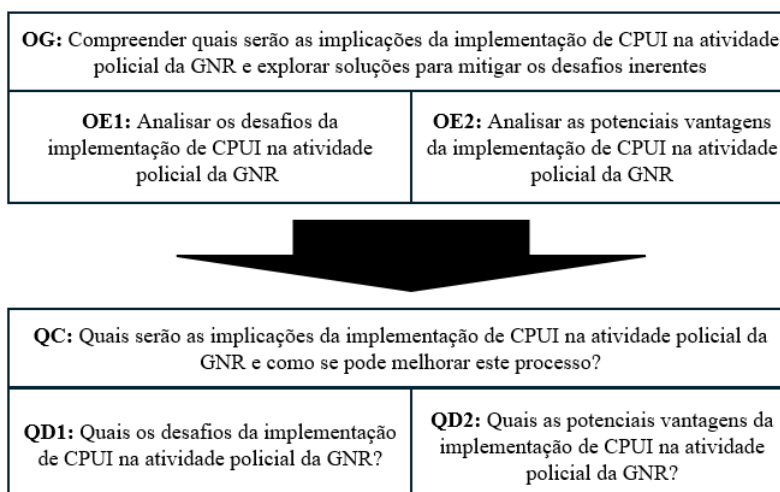 OG: Compreender quais serão as implicações da implementação de CPUI na atividade
policial da GNR e explorar soluções para mitigar os desafios inerentes
OE1: Analisar os desafios da
implementação de CPUI na atividade
policial da GNR
OE2: Analisar as potenciais vantagens
da implementação de CPUI na atividade
policial da GNR
QC: Quais serão as implicações da implementação de CPUI na atividade policial da
GNR e como se pode melhorar este processo?
QD1: Quais os desafios da implementação
de CPUI na atividade policial da GNR?
QD2: Quais as potenciais vantagens da
implementação de CPUI na atividade
policial da GNR?